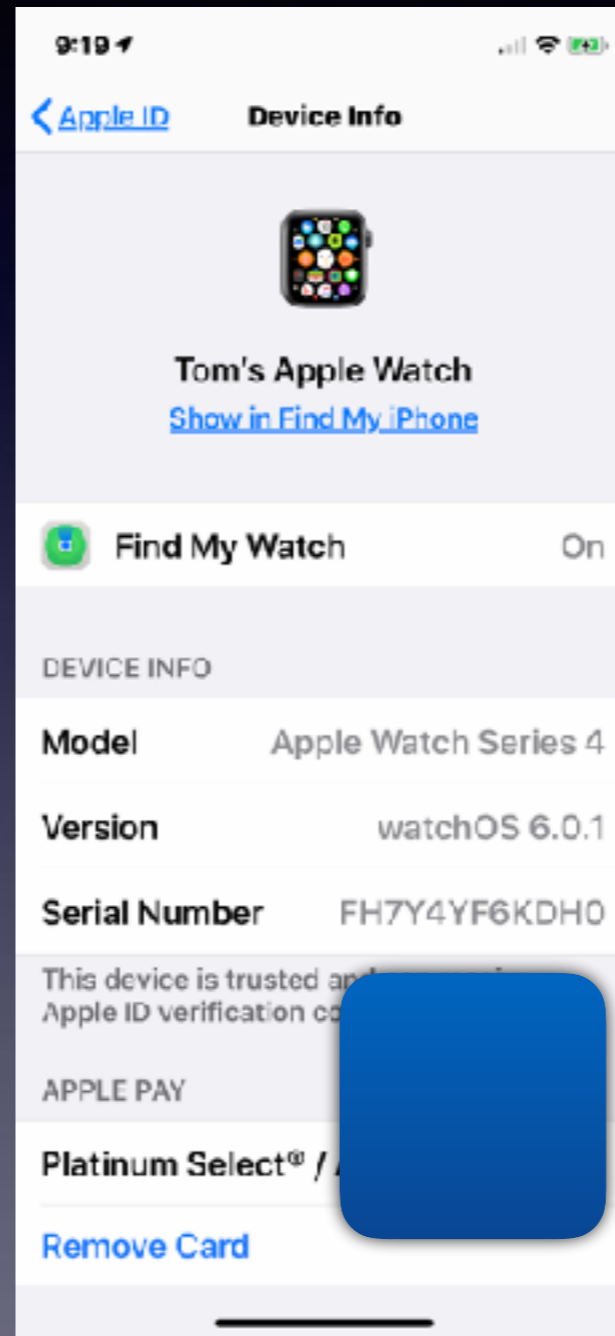 9:19
Apple ID
Device Info
Tom's Apple Watch
Show in Find My iPhone
Find My Watch On
DEVICE INFO
Model Apple Watch Series 4
Version watchOS 6.0.1
Serial Number FH7Y4YF6KDH0
This device is trusted
Apple ID verification
APPLE PAY
Platinum Select® /
Remove Card